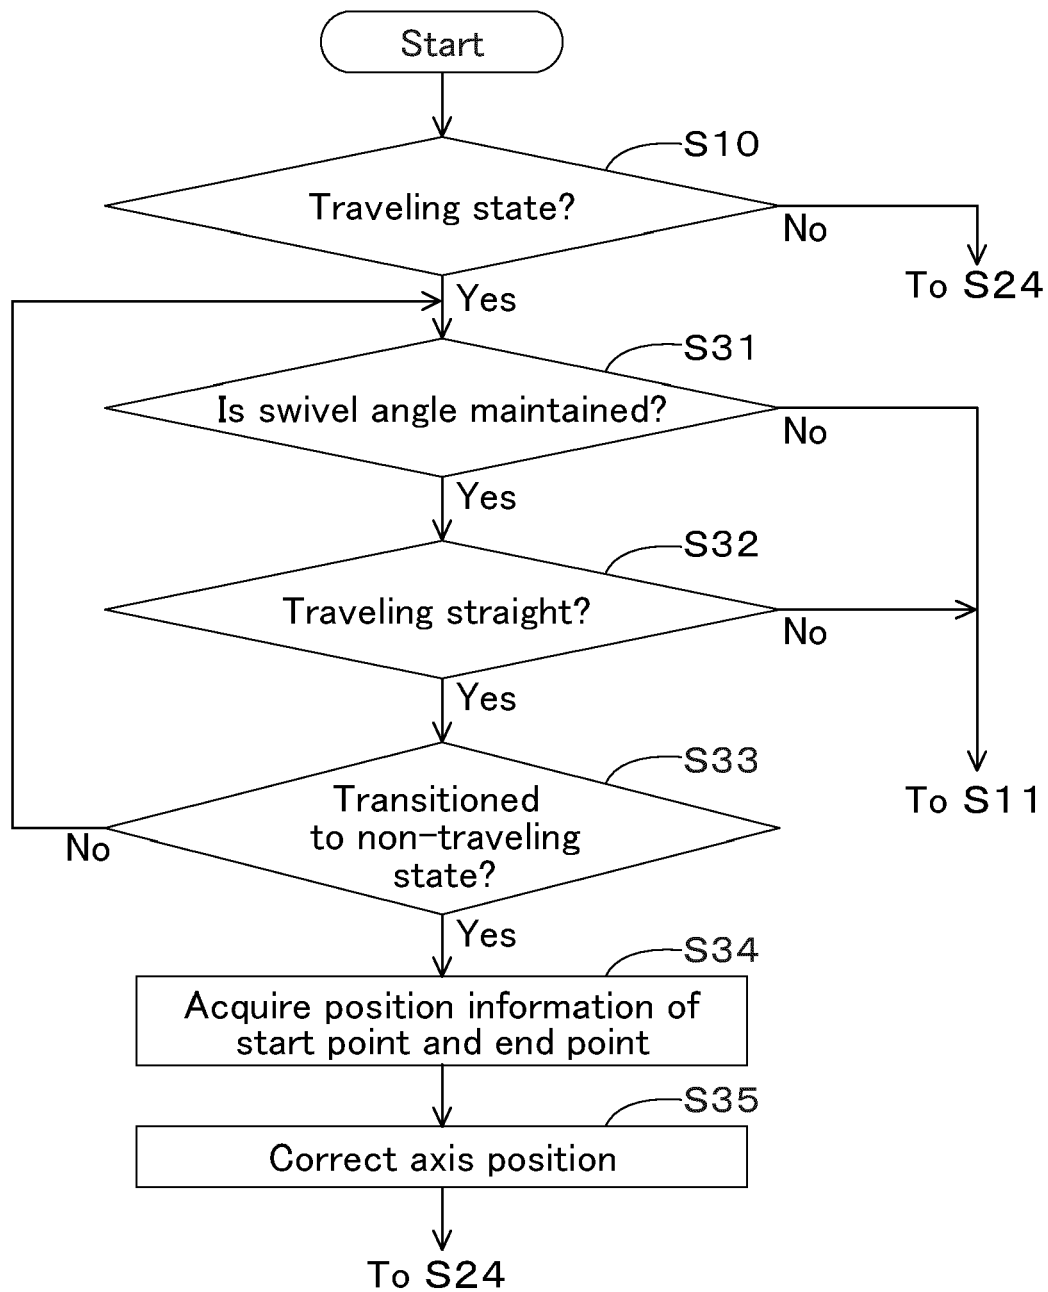 Start
S10
Traveling state?
No
To S24
Yes
S31
Is swivel angle maintained?
No
Yes
S32
Traveling straight?
No
Yes
S33
Transitioned
to non-traveling
state?
To S11
No
Yes
S34
Acquire position information of
start point and end point
S35
Correct axis position
To S24